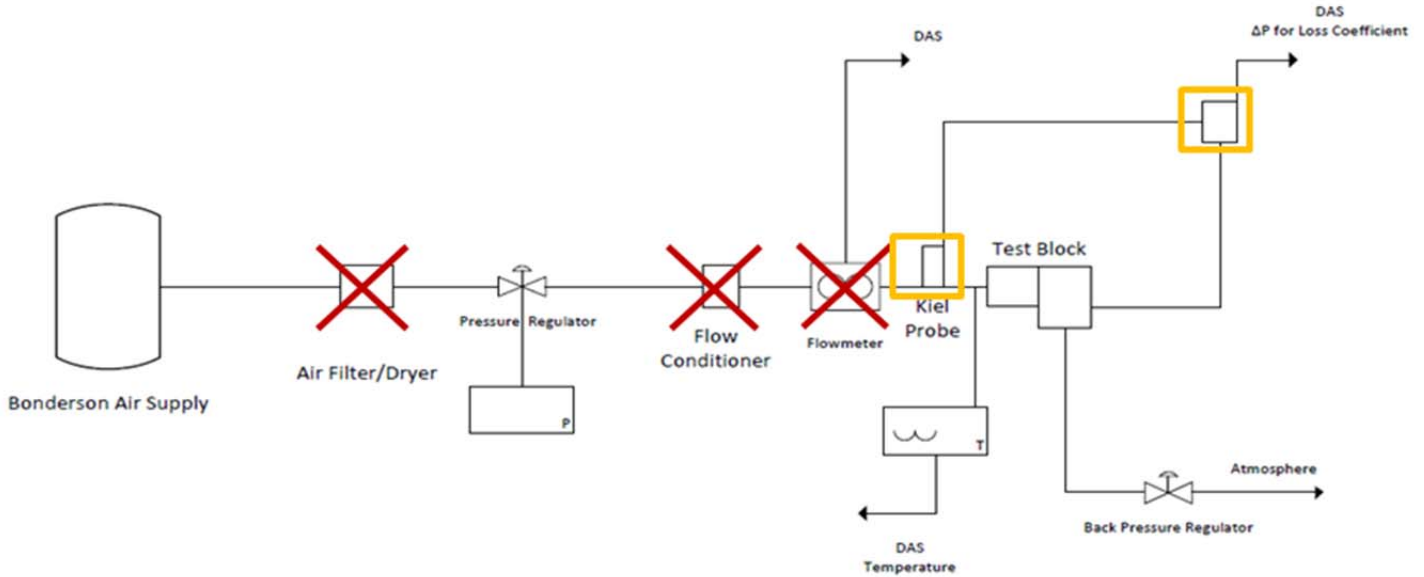 DAS
ΔP for Loss Coefficient
DAS
Test Block
Kiel
Probe
Pressure Regulator
Flow
Conditioner
Flowmeter
Air Filter/Dryer
Bonderson Air Supply
P
T
Atmosphere
Back Pressure Regulator
DAS
Temperature